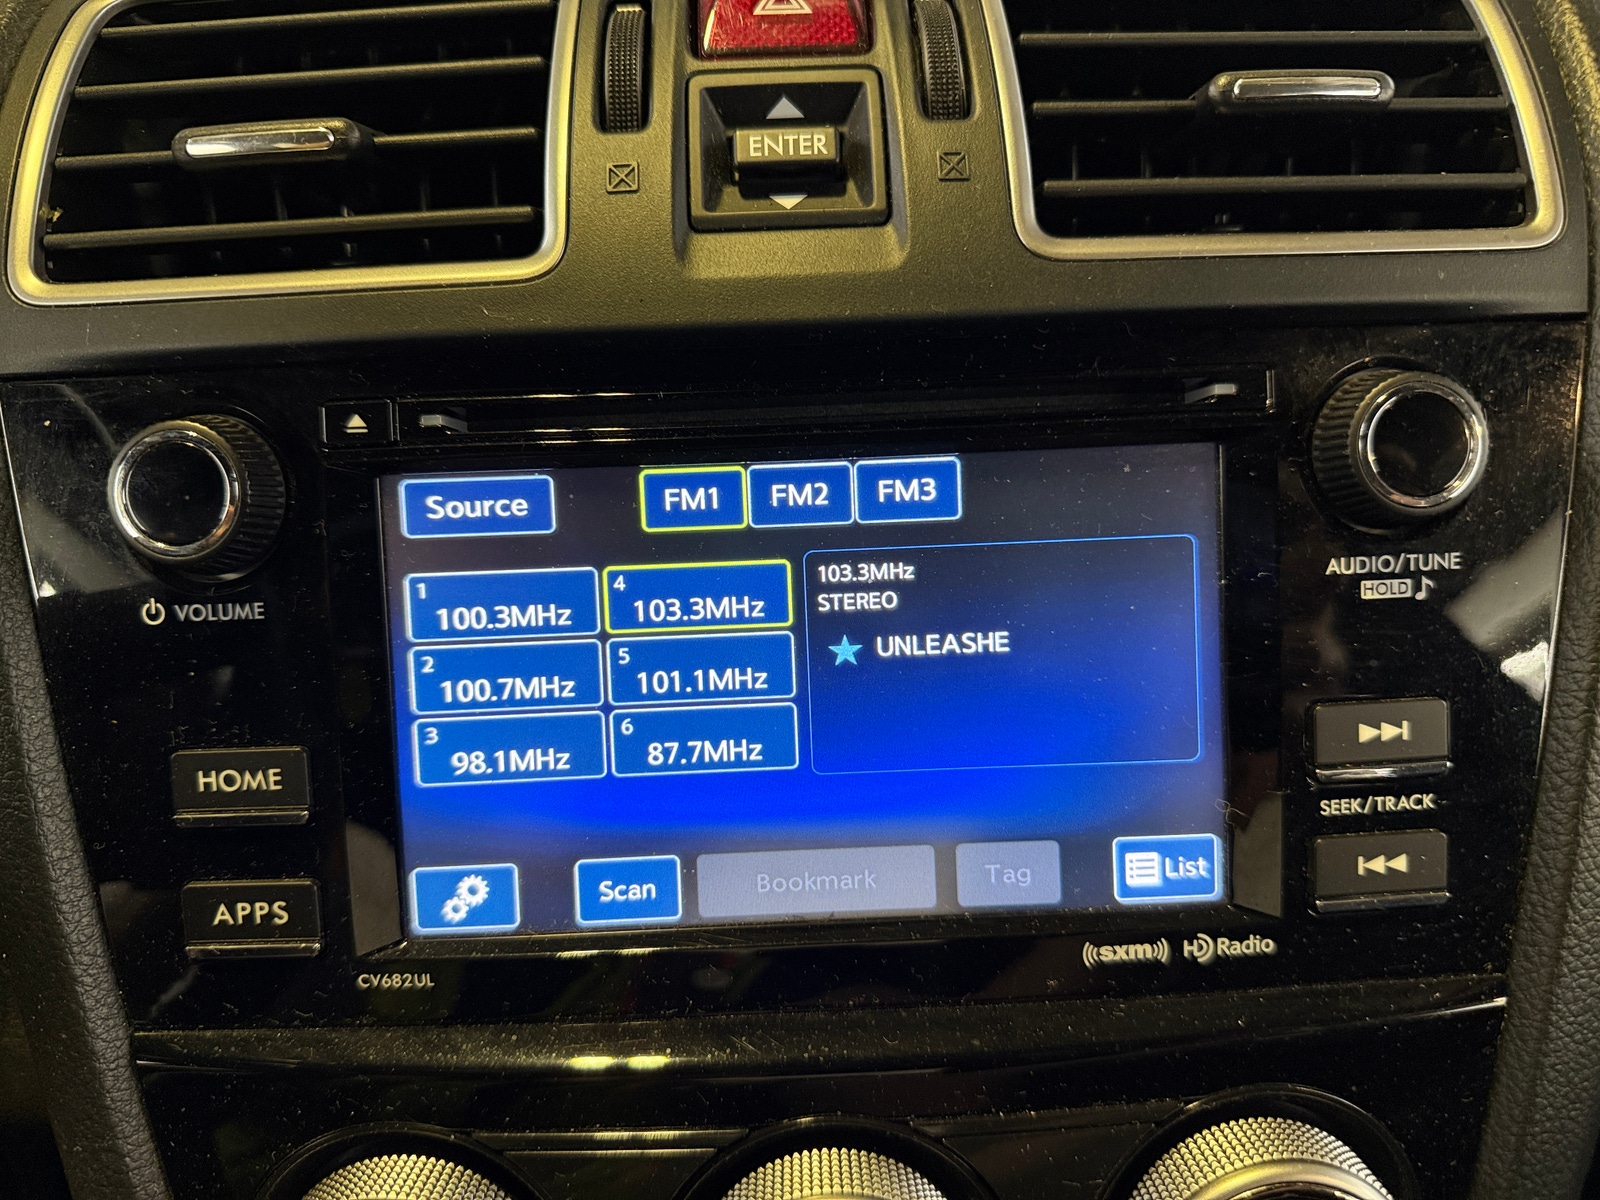 ENTER
VOLUME
AUDIO/TUNE
HOLD
Source
FM1 FM2 FM3
1 100.3MHz
4 103.3MHz
2 100.7MHz
5 101.1MHz
3 98.1MHz
6 87.7MHz
103.3MHz
STEREO
UNLEASHE
HOME
APPS
SEEK/TRACK
Scan
Bookmark
Tag
List
CV682UL
((sxm)) HD Radio